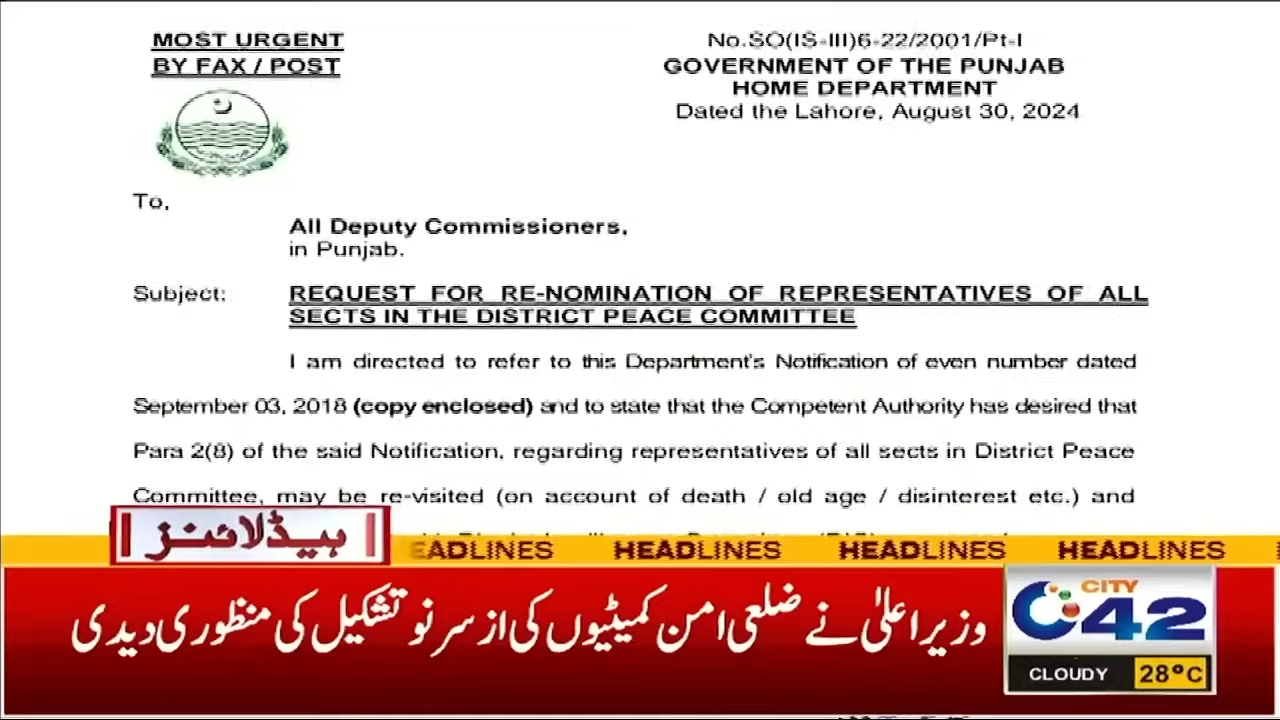 MOST URGENT
BY FAX / POST
No.SO(IS-III)6-22/2001/Pt-I
GOVERNMENT OF THE PUNJAB
HOME DEPARTMENT
Dated the Lahore, August 30, 2024
To,
All Deputy Commissioners,
in Punjab.
Subject: REQUEST FOR RE-NOMINATION OF REPRESENTATIVES OF ALL
SECTS IN THE DISTRICT PEACE COMMITTEE
I am directed to refer to this Department's Notification of even number dated
September 03, 2018 (copy enclosed) and to state that the Competent Authority has desired that
Para 2(8) of the said Notification, regarding representatives of all sects in District Peace
Committee, may be re-visited (on account of death / old age / disinterest etc.) and
ہیڈلائنز
EADLINES HEADLINES HEADLINES HEADLINES
وزیراعلیٰ نے ضلعی امن کمیٹیوں کی ازسرنو تشکیل کی منظوری دیدی
CITY
42
CLOUDY 28°C